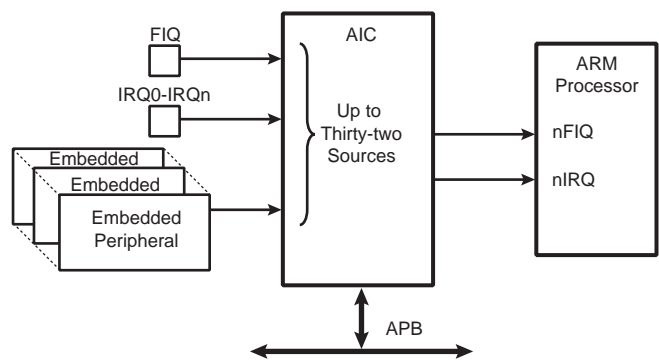 FIQ
IRQ0-IRQn
Embedded
Embedded
Embedded
Peripheral
AIC
Up to
Thirty-two
Sources
ARM
Processor
nFIQ
nIRQ
APB